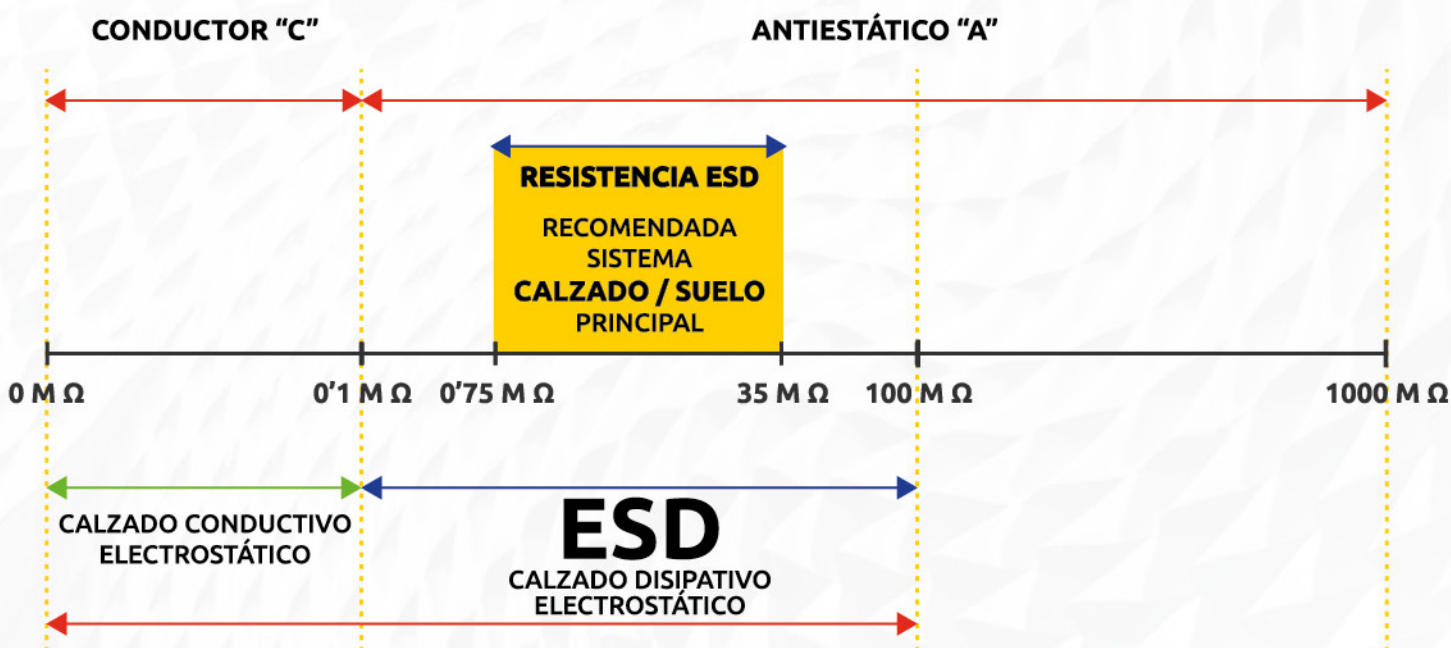 CONDUCTOR "C"
ANTIESTÁTICO "A"
RESISTENCIA ESD
RECOMENDADA
SISTEMA
CALZADO / SUELO
PRINCIPAL
0 M Ω
0'1 M Ω
0'75 M Ω
35 M Ω
100 M Ω
1000 M Ω
CALZADO CONDUCTIVO
ELECTROSTÁTICO
ESD
CALZADO DISIPATIVO
ELECTROSTÁTICO